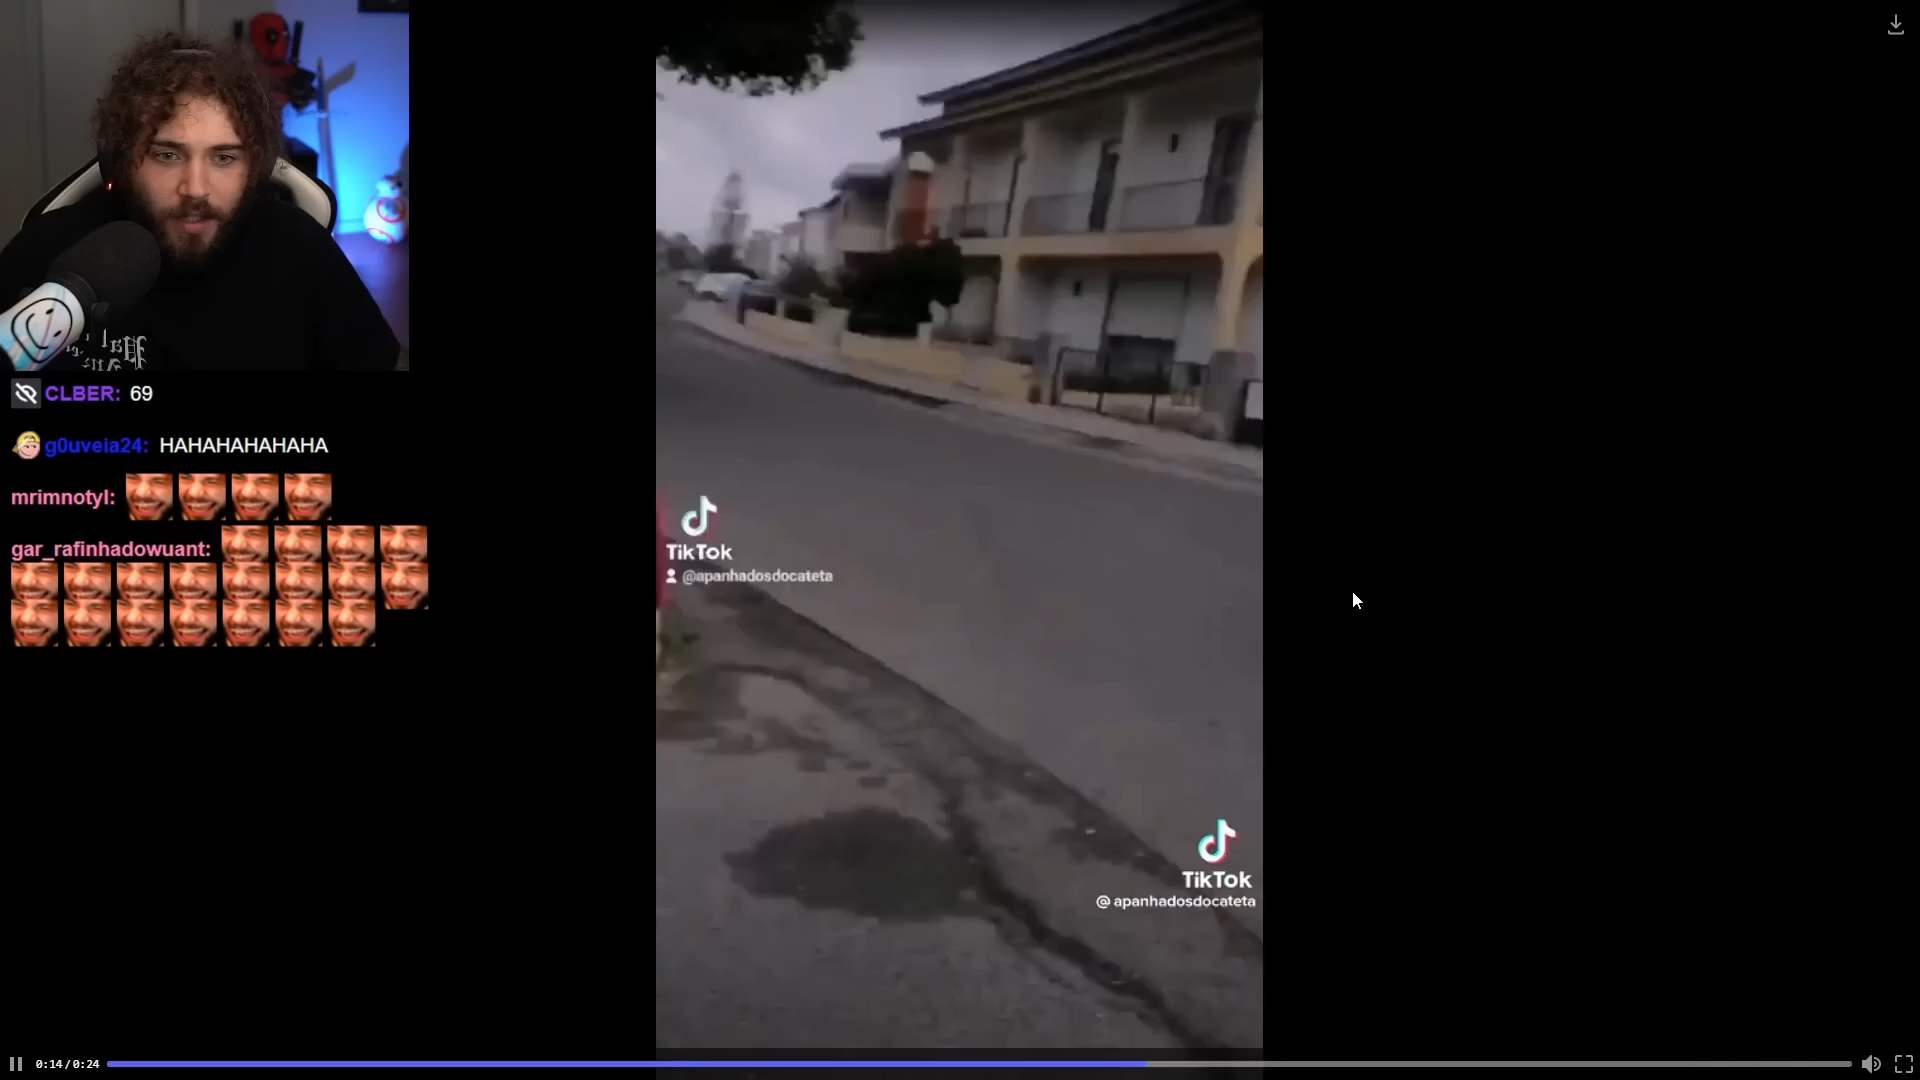 CLBER: 69
g0uveia24: HAHAHAHAHAHA
mrimnotyl:
gar_rafinhadowuant:
TikTok
@apanhadosdocateta
TikTok
@apanhadosdocateta
0:14/0:24